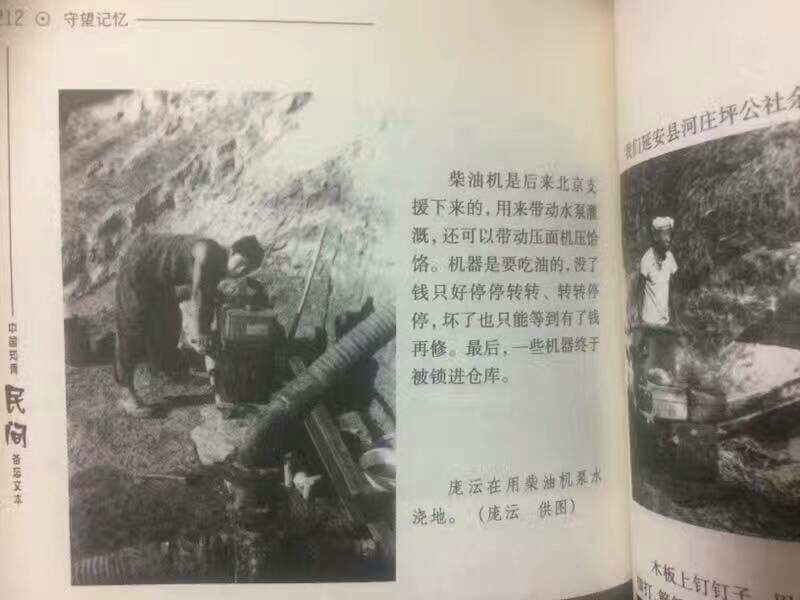 212 ⊙ 守望记忆
柴油机是后来北京支
援下来的，用来带动水泵灌
溉，还可以带动压面机压饸
饹。机器是要吃油的，没了
钱只好停停转转、转转停
停，坏了也只能等到有了钱
再修。最后，一些机器终于
被锁进仓库。
庞沄在用柴油机泵水
浇地。（庞沄 供图）
中国知青
民间
备忘文本
我们延安县河庄坪公社余
木板上钉钉子，用